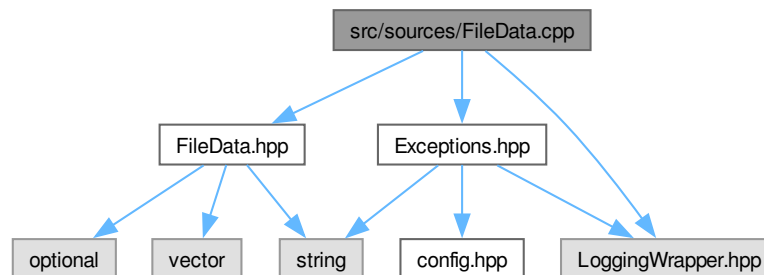 src/sources/FileData.cpp
FileData.hpp
Exceptions.hpp
optional
vector
string
config.hpp
LoggingWrapper.hpp